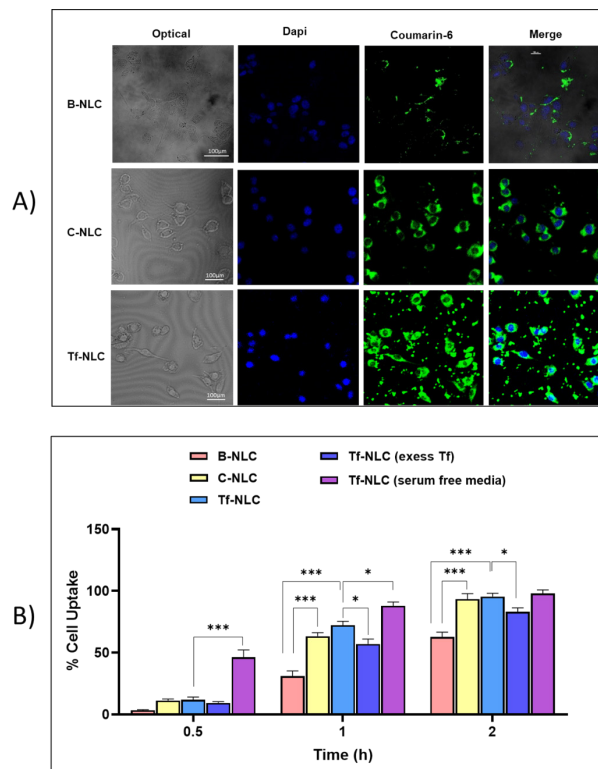 Optical Dapi Coumarin-6 Merge
A)
B-NLC
100µm
C-NLC
100µm
Tf-NLC
100µm
B-NLC Tf-NLC (exess Tf)
C-NLC Tf-NLC (serum free media)
Tf-NLC
B)
% Cell Uptake
150
100
50
0
*** *** * *** *
*** * ***
0.5 1 2
Time (h)